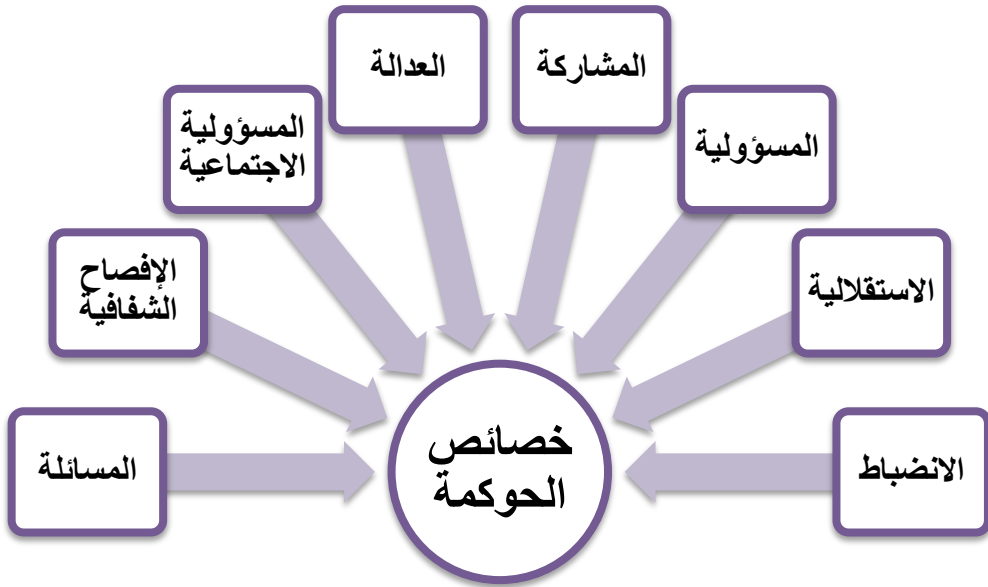 العدالة
المشاركة
المسؤولية
الاجتماعية
المسؤولية
الإفصاح
الشفافية
الاستقلالية
المسائلة
خصائص
الحوكمة
الانضباط